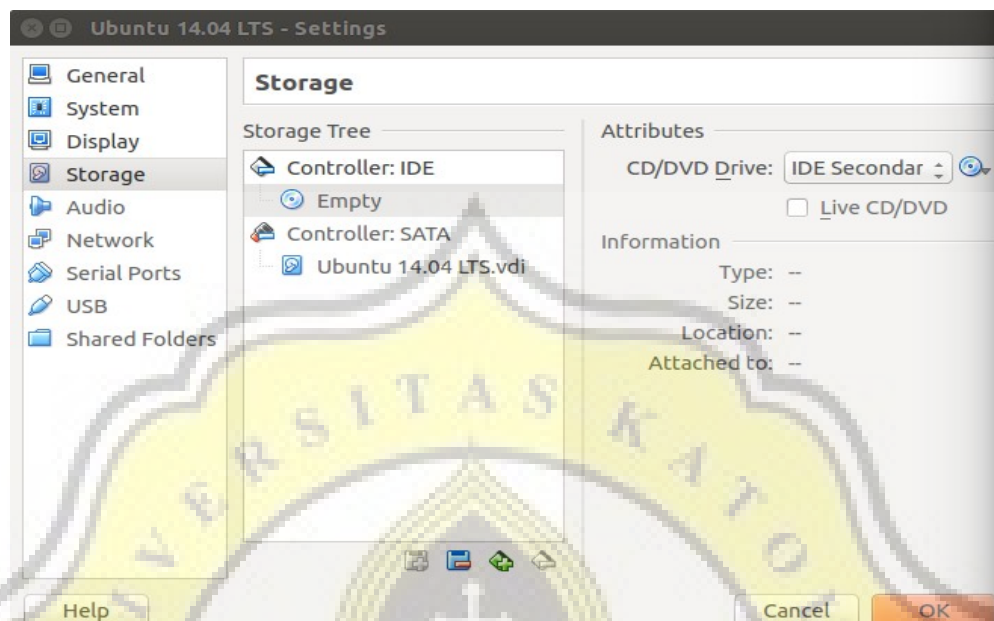 Ubuntu 14.04 LTS - Settings
General
System
Display
Storage
Audio
Network
Serial Ports
USB
Shared Folders
Storage
Storage Tree
Controller: IDE
Empty
Controller: SATA
Ubuntu 14.04 LTS.vdi
Attributes
CD/DVD Drive: IDE Secondar
Live CD/DVD
Information
Type: --
Size: --
Location: --
Attached to: --
VERSITAS KATO
Help
Cancel
OK